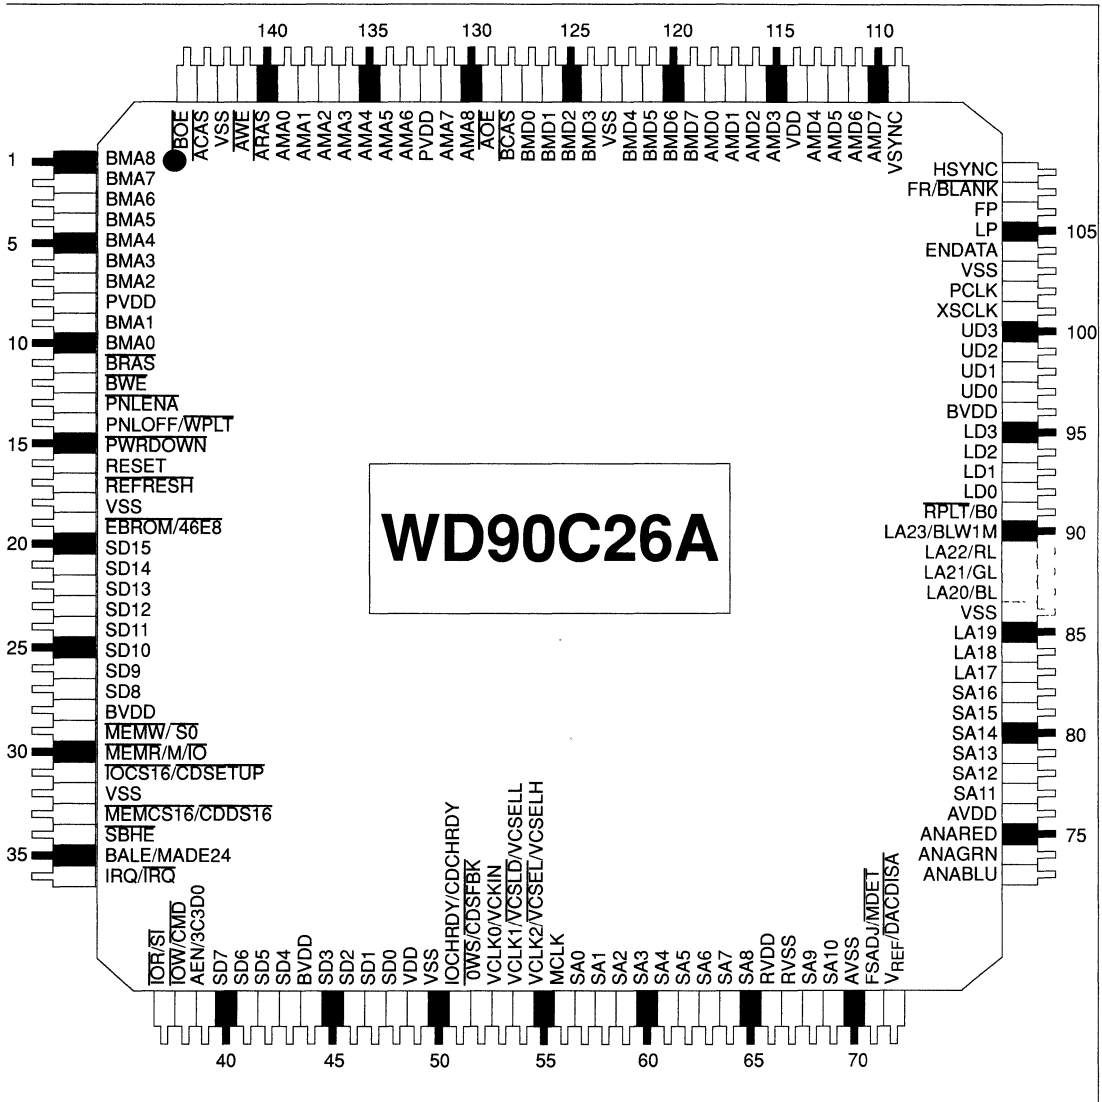 140 135 130 125 120 115 110
BOE
ACAS
VSS
AWE
ARAS
AMA0
AMA1
AMA2
AMA3
AMA4
AMA5
AMA6
PVDD
AMA7
AMA8
AOE
BCAS
BMD0
BMD1
BMD2
BMD3
VSS
BMD4
BMD5
BMD6
BMD7
AMD0
AMD1
AMD2
AMD3
VDD
AMD4
AMD5
AMD6
AMD7
VSYNC
1 BMA8
BMA7
BMA6
BMA5
5 BMA4
BMA3
BMA2
PVDD
BMA1
10 BMA0
BRAS
BWE
PNLENA
PNLOFF/WPLT
15 PWRDOWN
RESET
REFRESH
VSS
EBROM/46E8
20 SD15
SD14
SD13
SD12
SD11
25 SD10
SD9
SD8
BVDD
MEMW/ S0
30 MEMR/M/IO
IOCS16/CDSETUP
VSS
MEMCS16/CDDS16
SBHE
35 BALE/MADE24
IRQ/IRQ
WD90C26A
HSYNC
FR/BLANK
FP
LP 105
ENDATA
VSS
PCLK
XSCLK
UD3 100
UD2
UD1
UD0
BVDD
LD3 95
LD2
LD1
LD0
RPLT/B0
LA23/BLW1M 90
LA22/RL
LA21/GL
LA20/BL
VSS
LA19 85
LA18
LA17
SA16
SA15
SA14 80
SA13
SA12
SA11
AVDD
ANARED 75
ANAGRN
ANABLU
IOR/SI
IOW/CMD
AEN/3C3D0
SD7
SD6
SD5
SD4
BVDD
SD3
SD2
SD1
SD0
VDD
VSS
IOCHRDY/CDCHRDY
0WS/CDSFBK
VCLK0/VCKIN
VCLK1/VCSLD/VCSELL
VCLK2/VCSEL/VCSELH
MCLK
SA0
SA1
SA2
SA3
SA4
SA5
SA6
SA7
SA8
RVDD
RVSS
SA9
SA10
AVSS
FSADJ/MDET
VREF/DACDISA
40 45 50 55 60 65 70